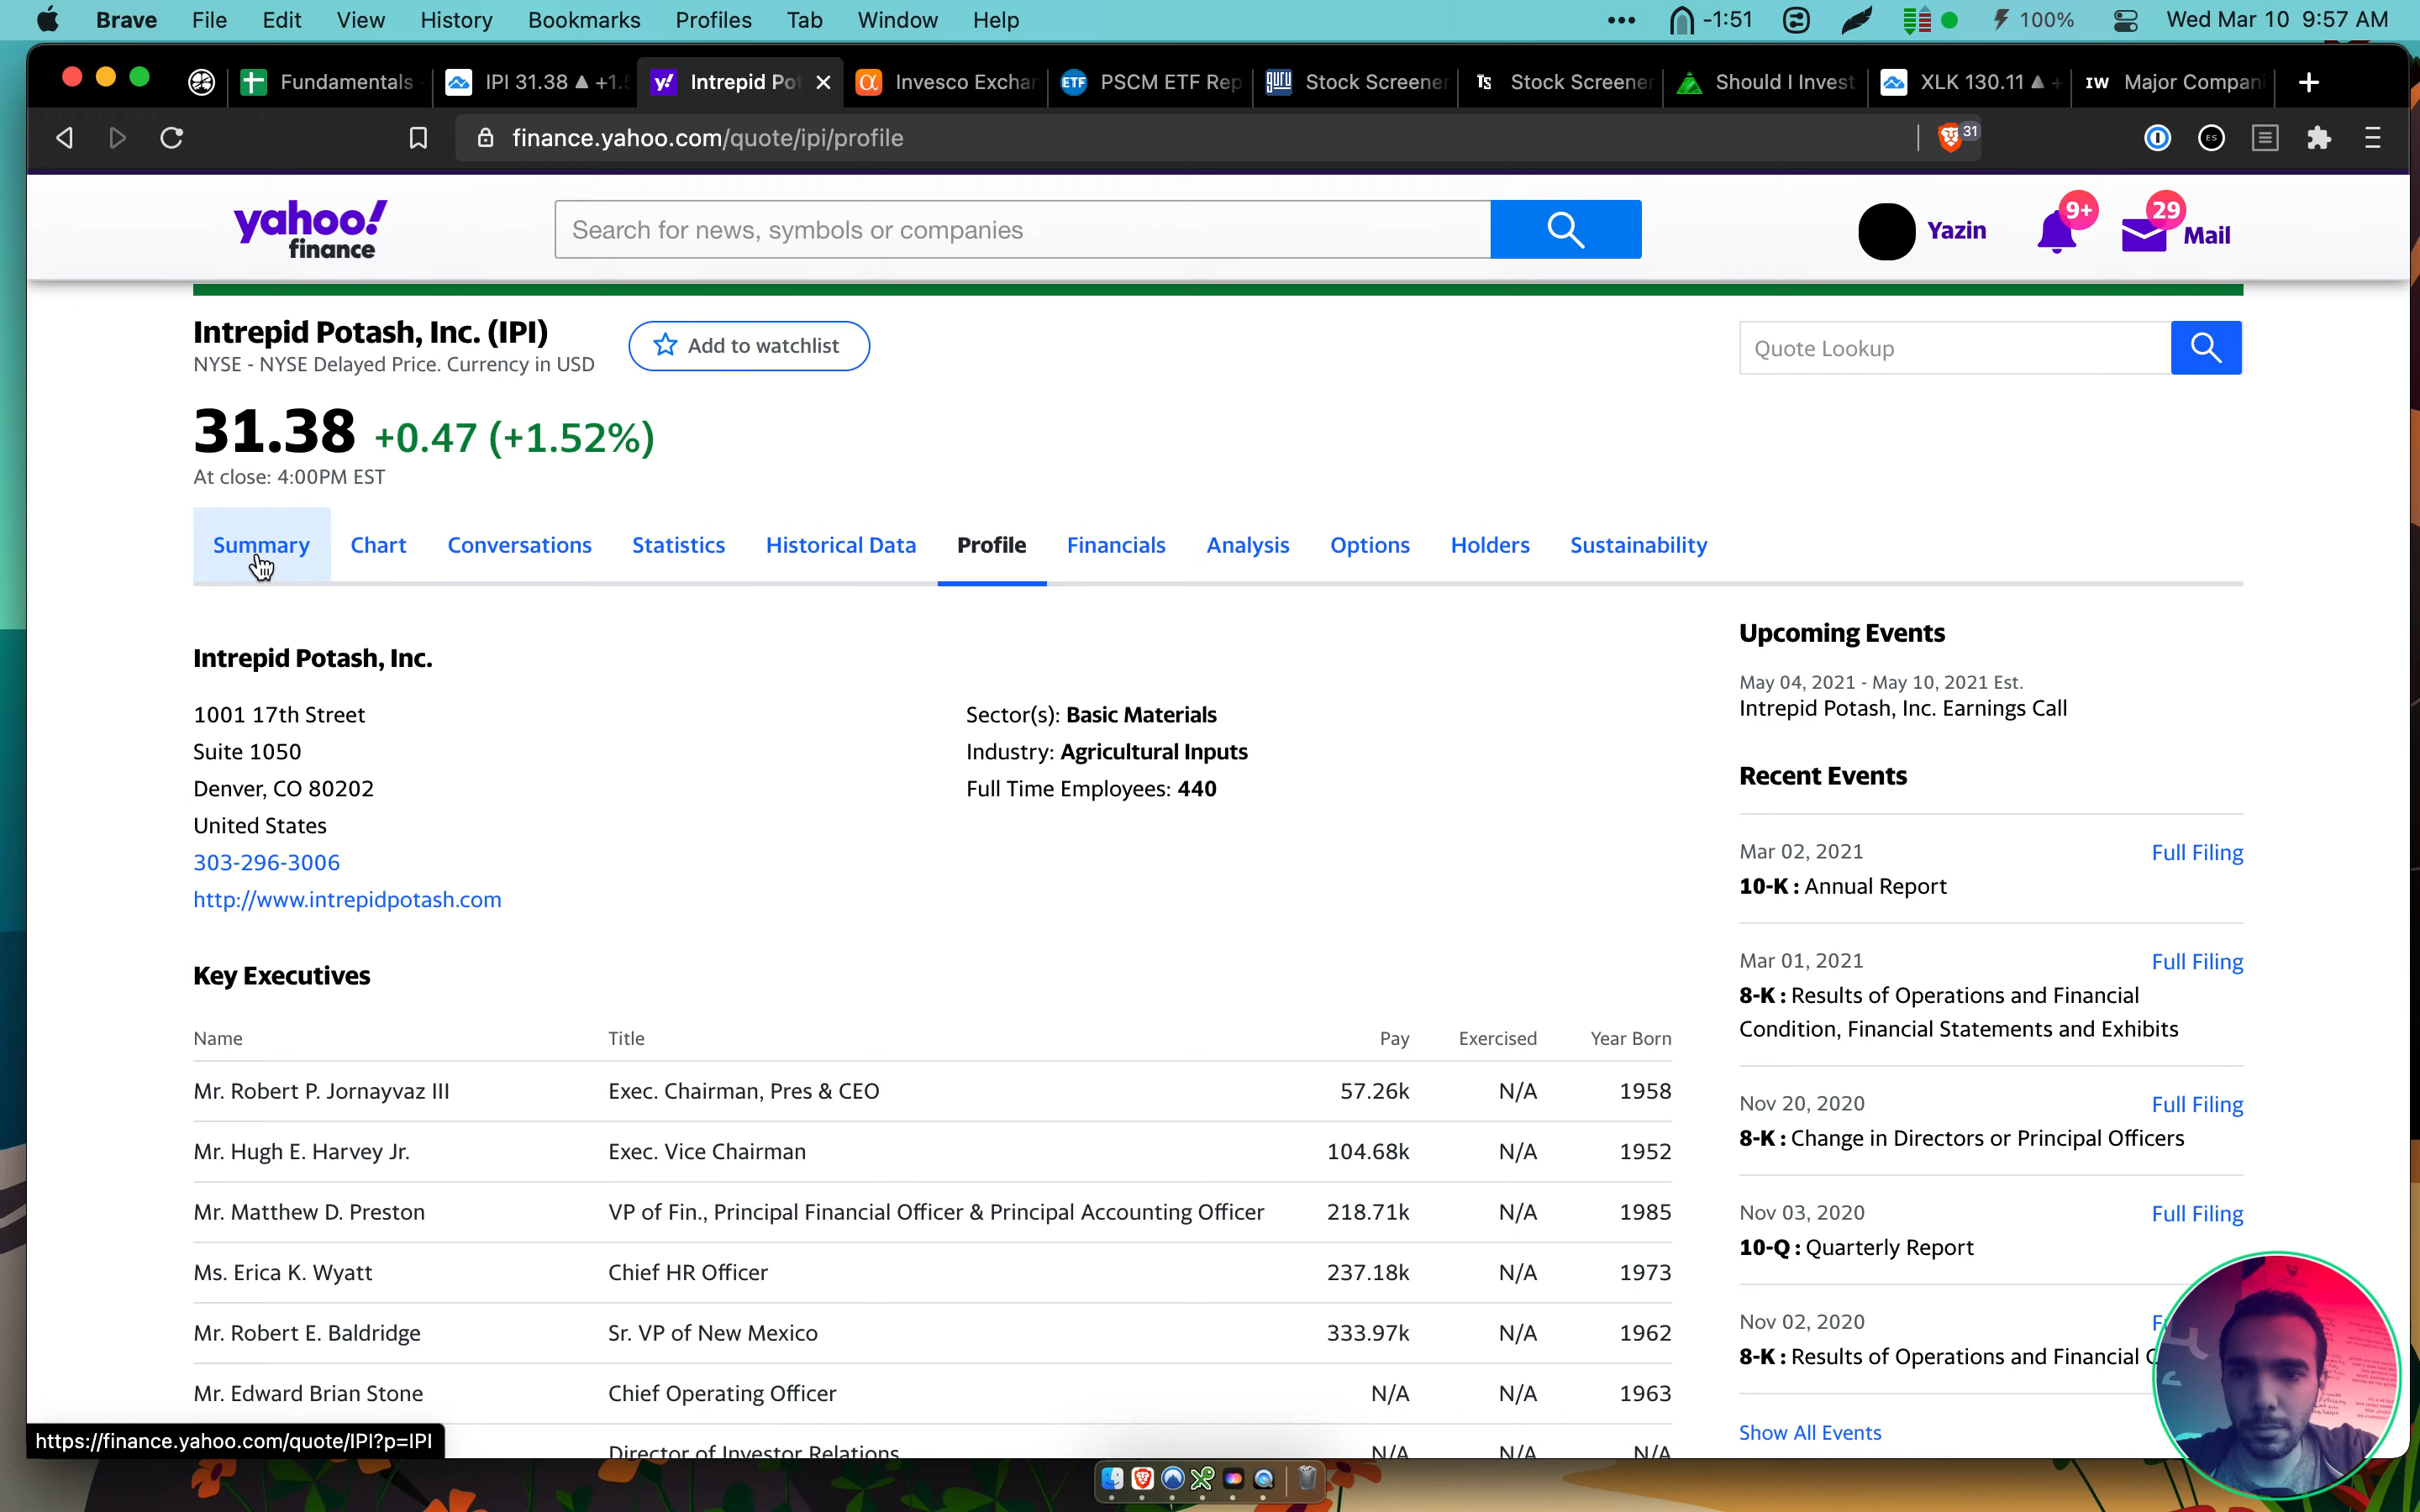 Brave File Edit View History Bookmarks Profiles Tab Window Help
-1:51 100% Wed Mar 10 9:57 AM
Fundamentals IPI 31.38 ▲ +1.5 Intrepid Pot Invesco Exchan PSCM ETF Rep Stock Screener Stock Screener Should I Invest XLK 130.11 ▲ + IW Major Compani
finance.yahoo.com/quote/ipi/profile
31
ES
yahoo! finance
Search for news, symbols or companies
Yazin
9+
29
Mail
Intrepid Potash, Inc. (IPI)
NYSE - NYSE Delayed Price. Currency in USD
Add to watchlist
Quote Lookup
31.38 +0.47 (+1.52%)
At close: 4:00PM EST
Summary Chart Conversations Statistics Historical Data Profile Financials Analysis Options Holders Sustainability
Intrepid Potash, Inc.
1001 17th Street
Suite 1050
Denver, CO 80202
United States
303-296-3006
http://www.intrepidpotash.com
Sector(s): Basic Materials
Industry: Agricultural Inputs
Full Time Employees: 440
Key Executives
Name Title Pay Exercised Year Born
Mr. Robert P. Jornayvaz III Exec. Chairman, Pres & CEO 57.26k N/A 1958
Mr. Hugh E. Harvey Jr. Exec. Vice Chairman 104.68k N/A 1952
Mr. Matthew D. Preston VP of Fin., Principal Financial Officer & Principal Accounting Officer 218.71k N/A 1985
Ms. Erica K. Wyatt Chief HR Officer 237.18k N/A 1973
Mr. Robert E. Baldridge Sr. VP of New Mexico 333.97k N/A 1962
Mr. Edward Brian Stone Chief Operating Officer N/A N/A 1963
Director of Investor Relations N/A N/A N/A
Upcoming Events
May 04, 2021 - May 10, 2021 Est.
Intrepid Potash, Inc. Earnings Call
Recent Events
Mar 02, 2021 Full Filing
10-K : Annual Report
Mar 01, 2021 Full Filing
8-K : Results of Operations and Financial
Condition, Financial Statements and Exhibits
Nov 20, 2020 Full Filing
8-K : Change in Directors or Principal Officers
Nov 03, 2020 Full Filing
10-Q : Quarterly Report
Nov 02, 2020
8-K : Results of Operations and Financial
Show All Events
https://finance.yahoo.com/quote/IPI?p=IPI